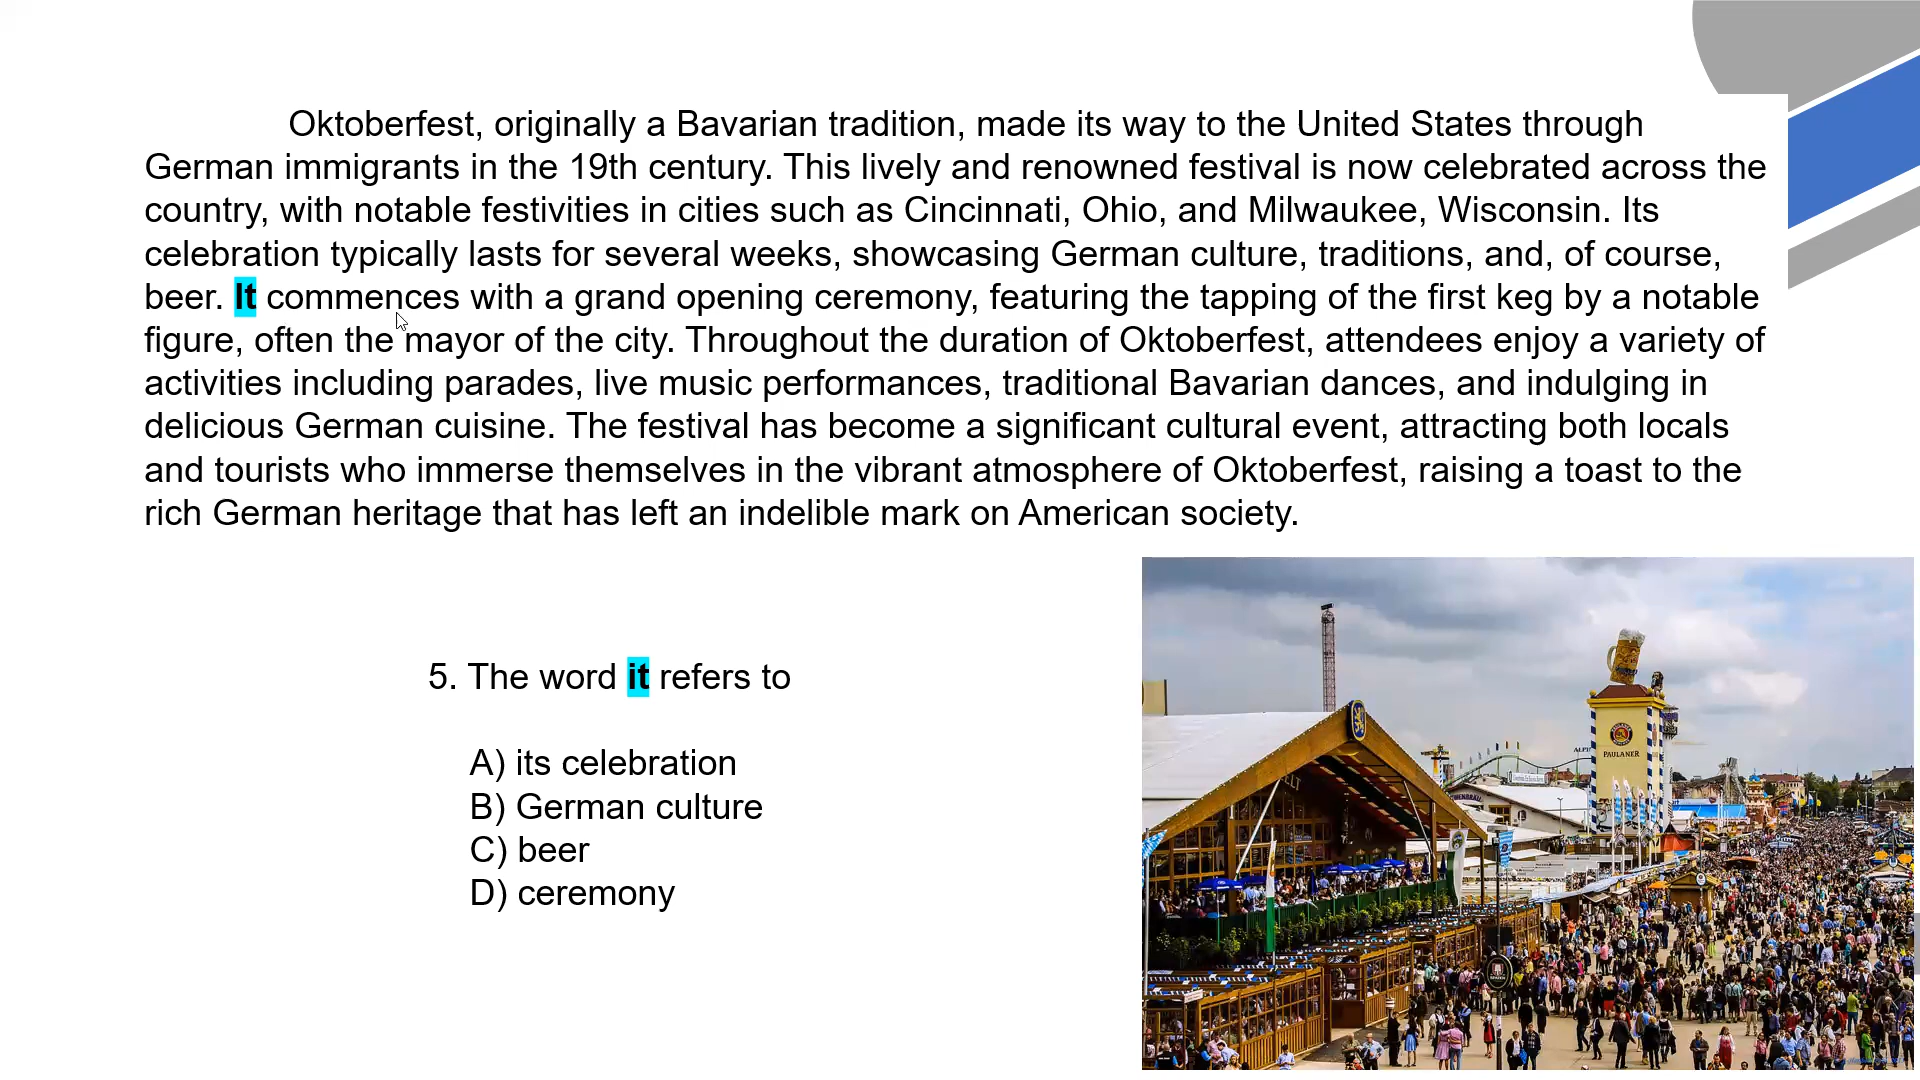 Oktoberfest, originally a Bavarian tradition, made its way to the United States through
German immigrants in the 19th century. This lively and renowned festival is now celebrated across the
country, with notable festivities in cities such as Cincinnati, Ohio, and Milwaukee, Wisconsin. Its
celebration typically lasts for several weeks, showcasing German culture, traditions, and, of course,
beer. It commences with a grand opening ceremony, featuring the tapping of the first keg by a notable
figure, often the mayor of the city. Throughout the duration of Oktoberfest, attendees enjoy a variety of
activities including parades, live music performances, traditional Bavarian dances, and indulging in
delicious German cuisine. The festival has become a significant cultural event, attracting both locals
and tourists who immerse themselves in the vibrant atmosphere of Oktoberfest, raising a toast to the
rich German heritage that has left an indelible mark on American society.
5. The word it refers to
A) its celebration
B) German culture
C) beer
D) ceremony
PAULANER